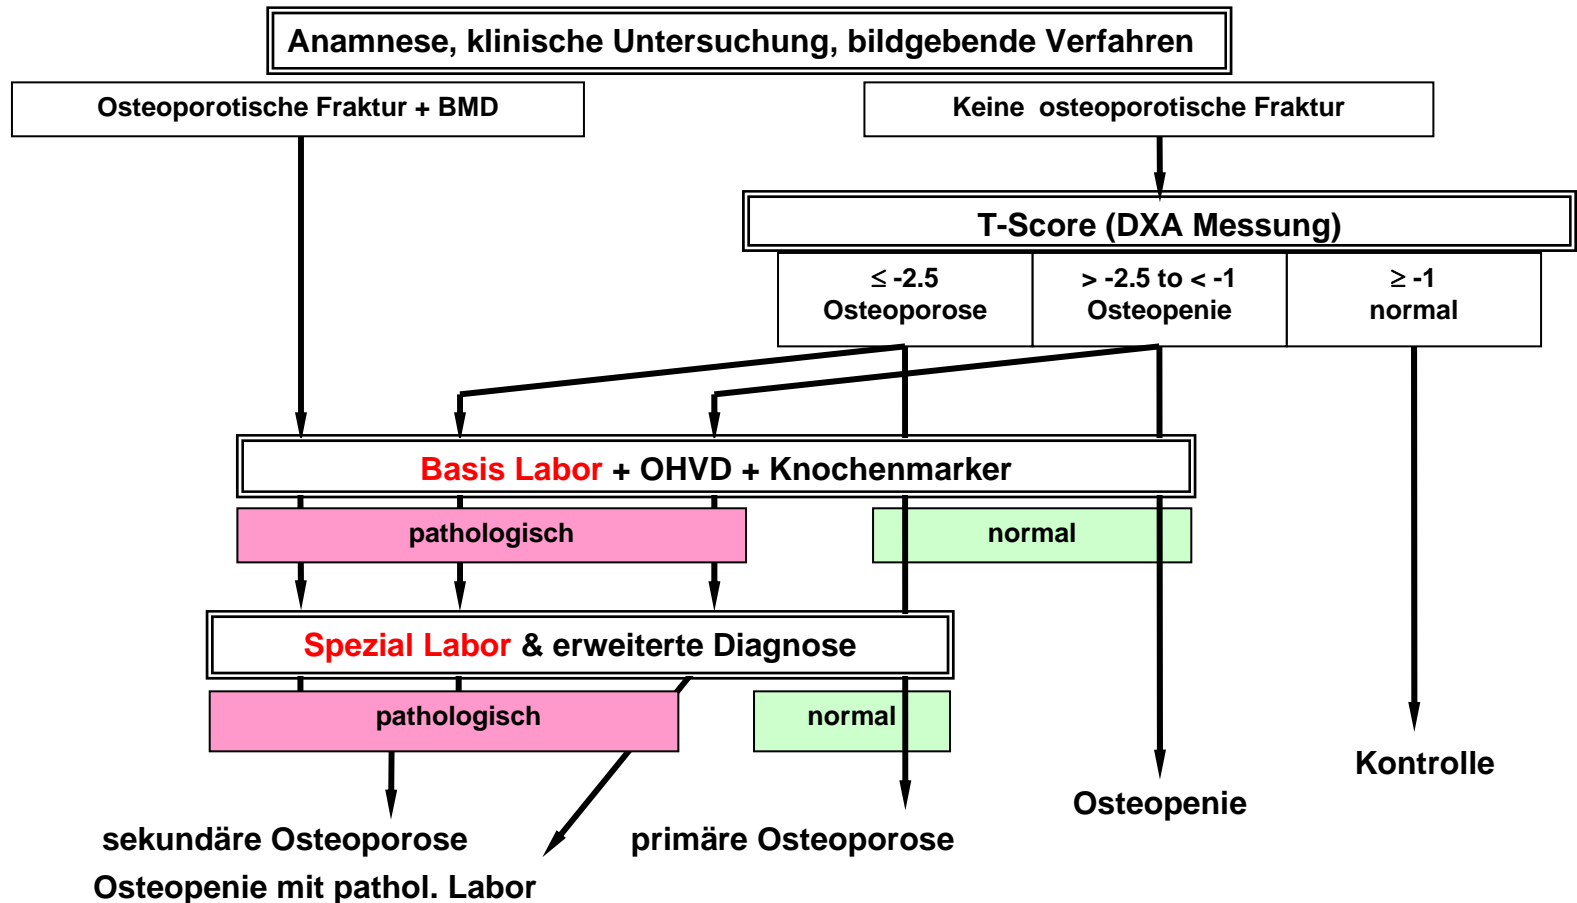 Anamnese, klinische Untersuchung, bildgebende Verfahren
Osteoporotische Fraktur + BMD
Keine osteoporotische Fraktur
T-Score (DXA Messung)
≤ -2.5
Osteoporose
> -2.5 to < -1
Osteopenie
≥ -1
normal
Basis Labor + OHVD + Knochenmarker
pathologisch
normal
Spezial Labor & erweiterte Diagnose
pathologisch
normal
Kontrolle
Osteopenie
sekundäre Osteoporose
primäre Osteoporose
Osteopenie mit pathol. Labor